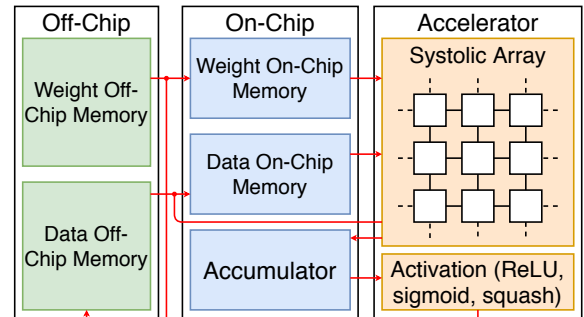 Off-Chip
On-Chip
Accelerator
Weight Off-
Chip Memory
Data Off-
Chip Memory
Weight On-Chip
Memory
Data On-Chip
Memory
Accumulator
Systolic Array
Activation (ReLU,
sigmoid, squash)